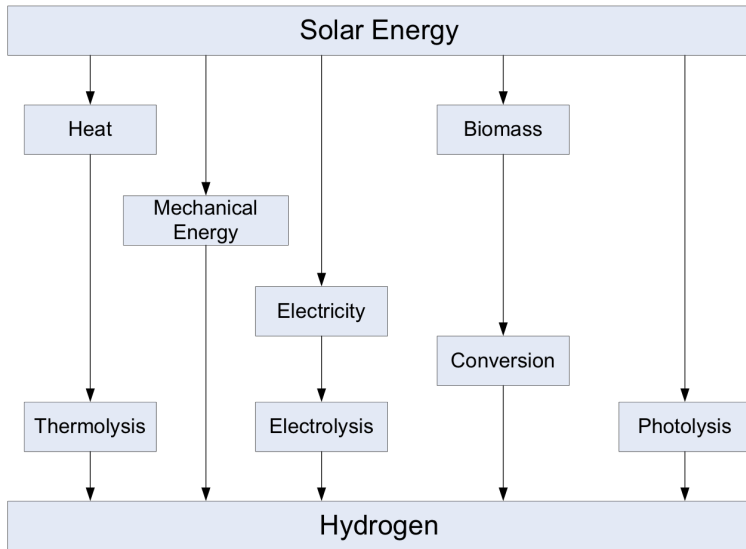 Solar Energy
Heat
Biomass
Mechanical
Energy
Electricity
Conversion
Thermolysis
Electrolysis
Photolysis
Hydrogen